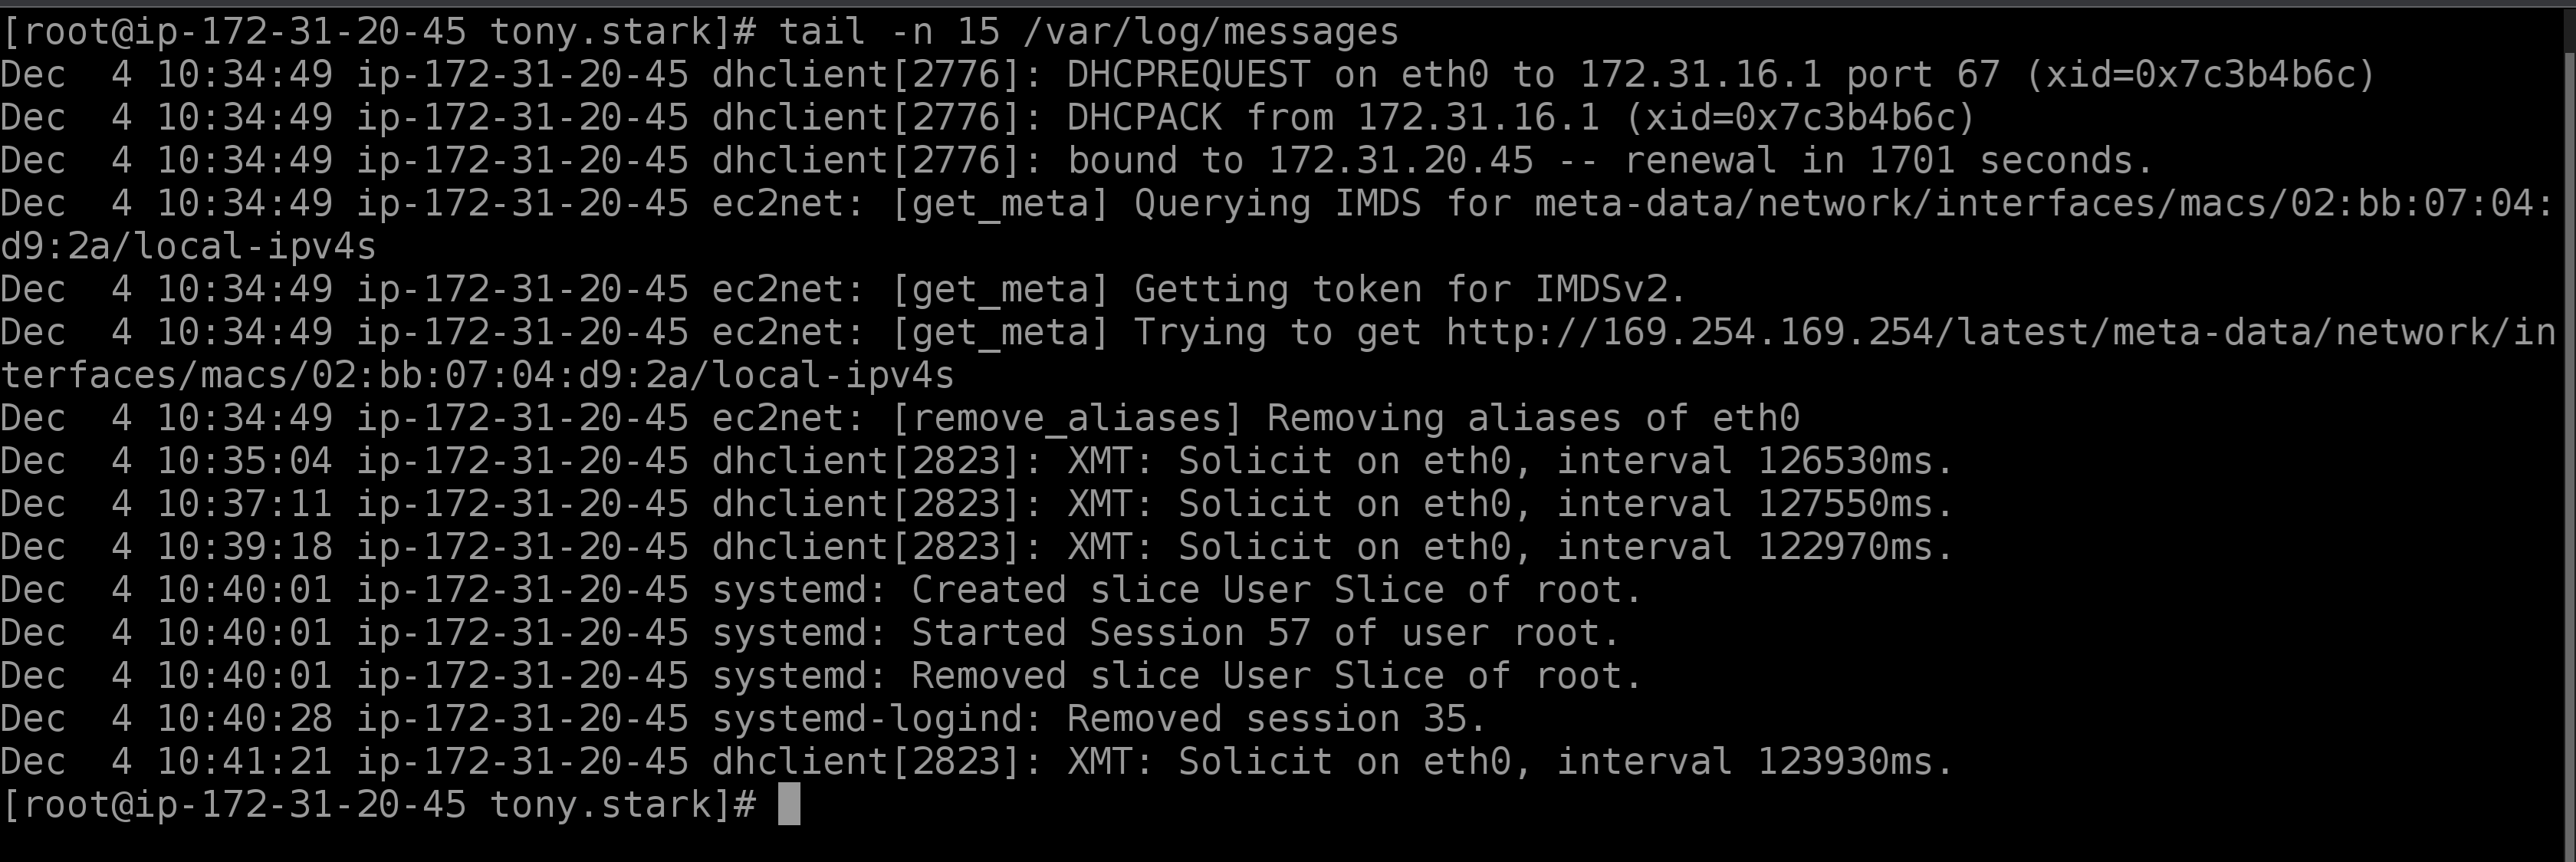 [root@ip-172-31-20-45 tony.stark]# tail -n 15 /var/log/messages
Dec  4 10:34:49 ip-172-31-20-45 dhclient[2776]: DHCPREQUEST on eth0 to 172.31.16.1 port 67 (xid=0x7c3b4b6c)
Dec  4 10:34:49 ip-172-31-20-45 dhclient[2776]: DHCPACK from 172.31.16.1 (xid=0x7c3b4b6c)
Dec  4 10:34:49 ip-172-31-20-45 dhclient[2776]: bound to 172.31.20.45 -- renewal in 1701 seconds.
Dec  4 10:34:49 ip-172-31-20-45 ec2net: [get_meta] Querying IMDS for meta-data/network/interfaces/macs/02:bb:07:04:
d9:2a/local-ipv4s
Dec  4 10:34:49 ip-172-31-20-45 ec2net: [get_meta] Getting token for IMDSv2.
Dec  4 10:34:49 ip-172-31-20-45 ec2net: [get_meta] Trying to get http://169.254.169.254/latest/meta-data/network/in
terfaces/macs/02:bb:07:04:d9:2a/local-ipv4s
Dec  4 10:34:49 ip-172-31-20-45 ec2net: [remove_aliases] Removing aliases of eth0
Dec  4 10:35:04 ip-172-31-20-45 dhclient[2823]: XMT: Solicit on eth0, interval 126530ms.
Dec  4 10:37:11 ip-172-31-20-45 dhclient[2823]: XMT: Solicit on eth0, interval 127550ms.
Dec  4 10:39:18 ip-172-31-20-45 dhclient[2823]: XMT: Solicit on eth0, interval 122970ms.
Dec  4 10:40:01 ip-172-31-20-45 systemd: Created slice User Slice of root.
Dec  4 10:40:01 ip-172-31-20-45 systemd: Started Session 57 of user root.
Dec  4 10:40:01 ip-172-31-20-45 systemd: Removed slice User Slice of root.
Dec  4 10:40:28 ip-172-31-20-45 systemd-logind: Removed session 35.
Dec  4 10:41:21 ip-172-31-20-45 dhclient[2823]: XMT: Solicit on eth0, interval 123930ms.
[root@ip-172-31-20-45 tony.stark]#